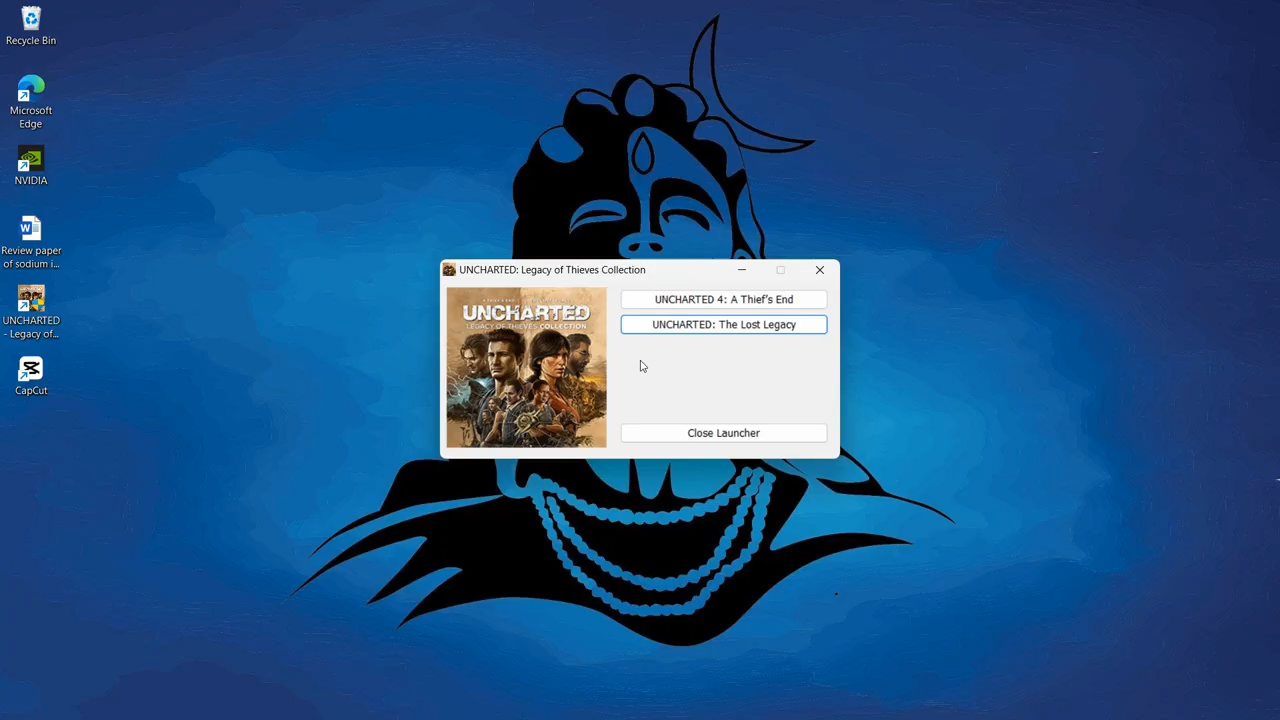 Recycle Bin
Microsoft
Edge
NVIDIA
Review paper
of sodium i...
UNCHARTED
- Legacy of...
CapCut
UNCHARTED: Legacy of Thieves Collection
UNCHARTED
LEGACY OF THIEVES COLLECTION
UNCHARTED 4: A Thief's End
UNCHARTED: The Lost Legacy
Close Launcher